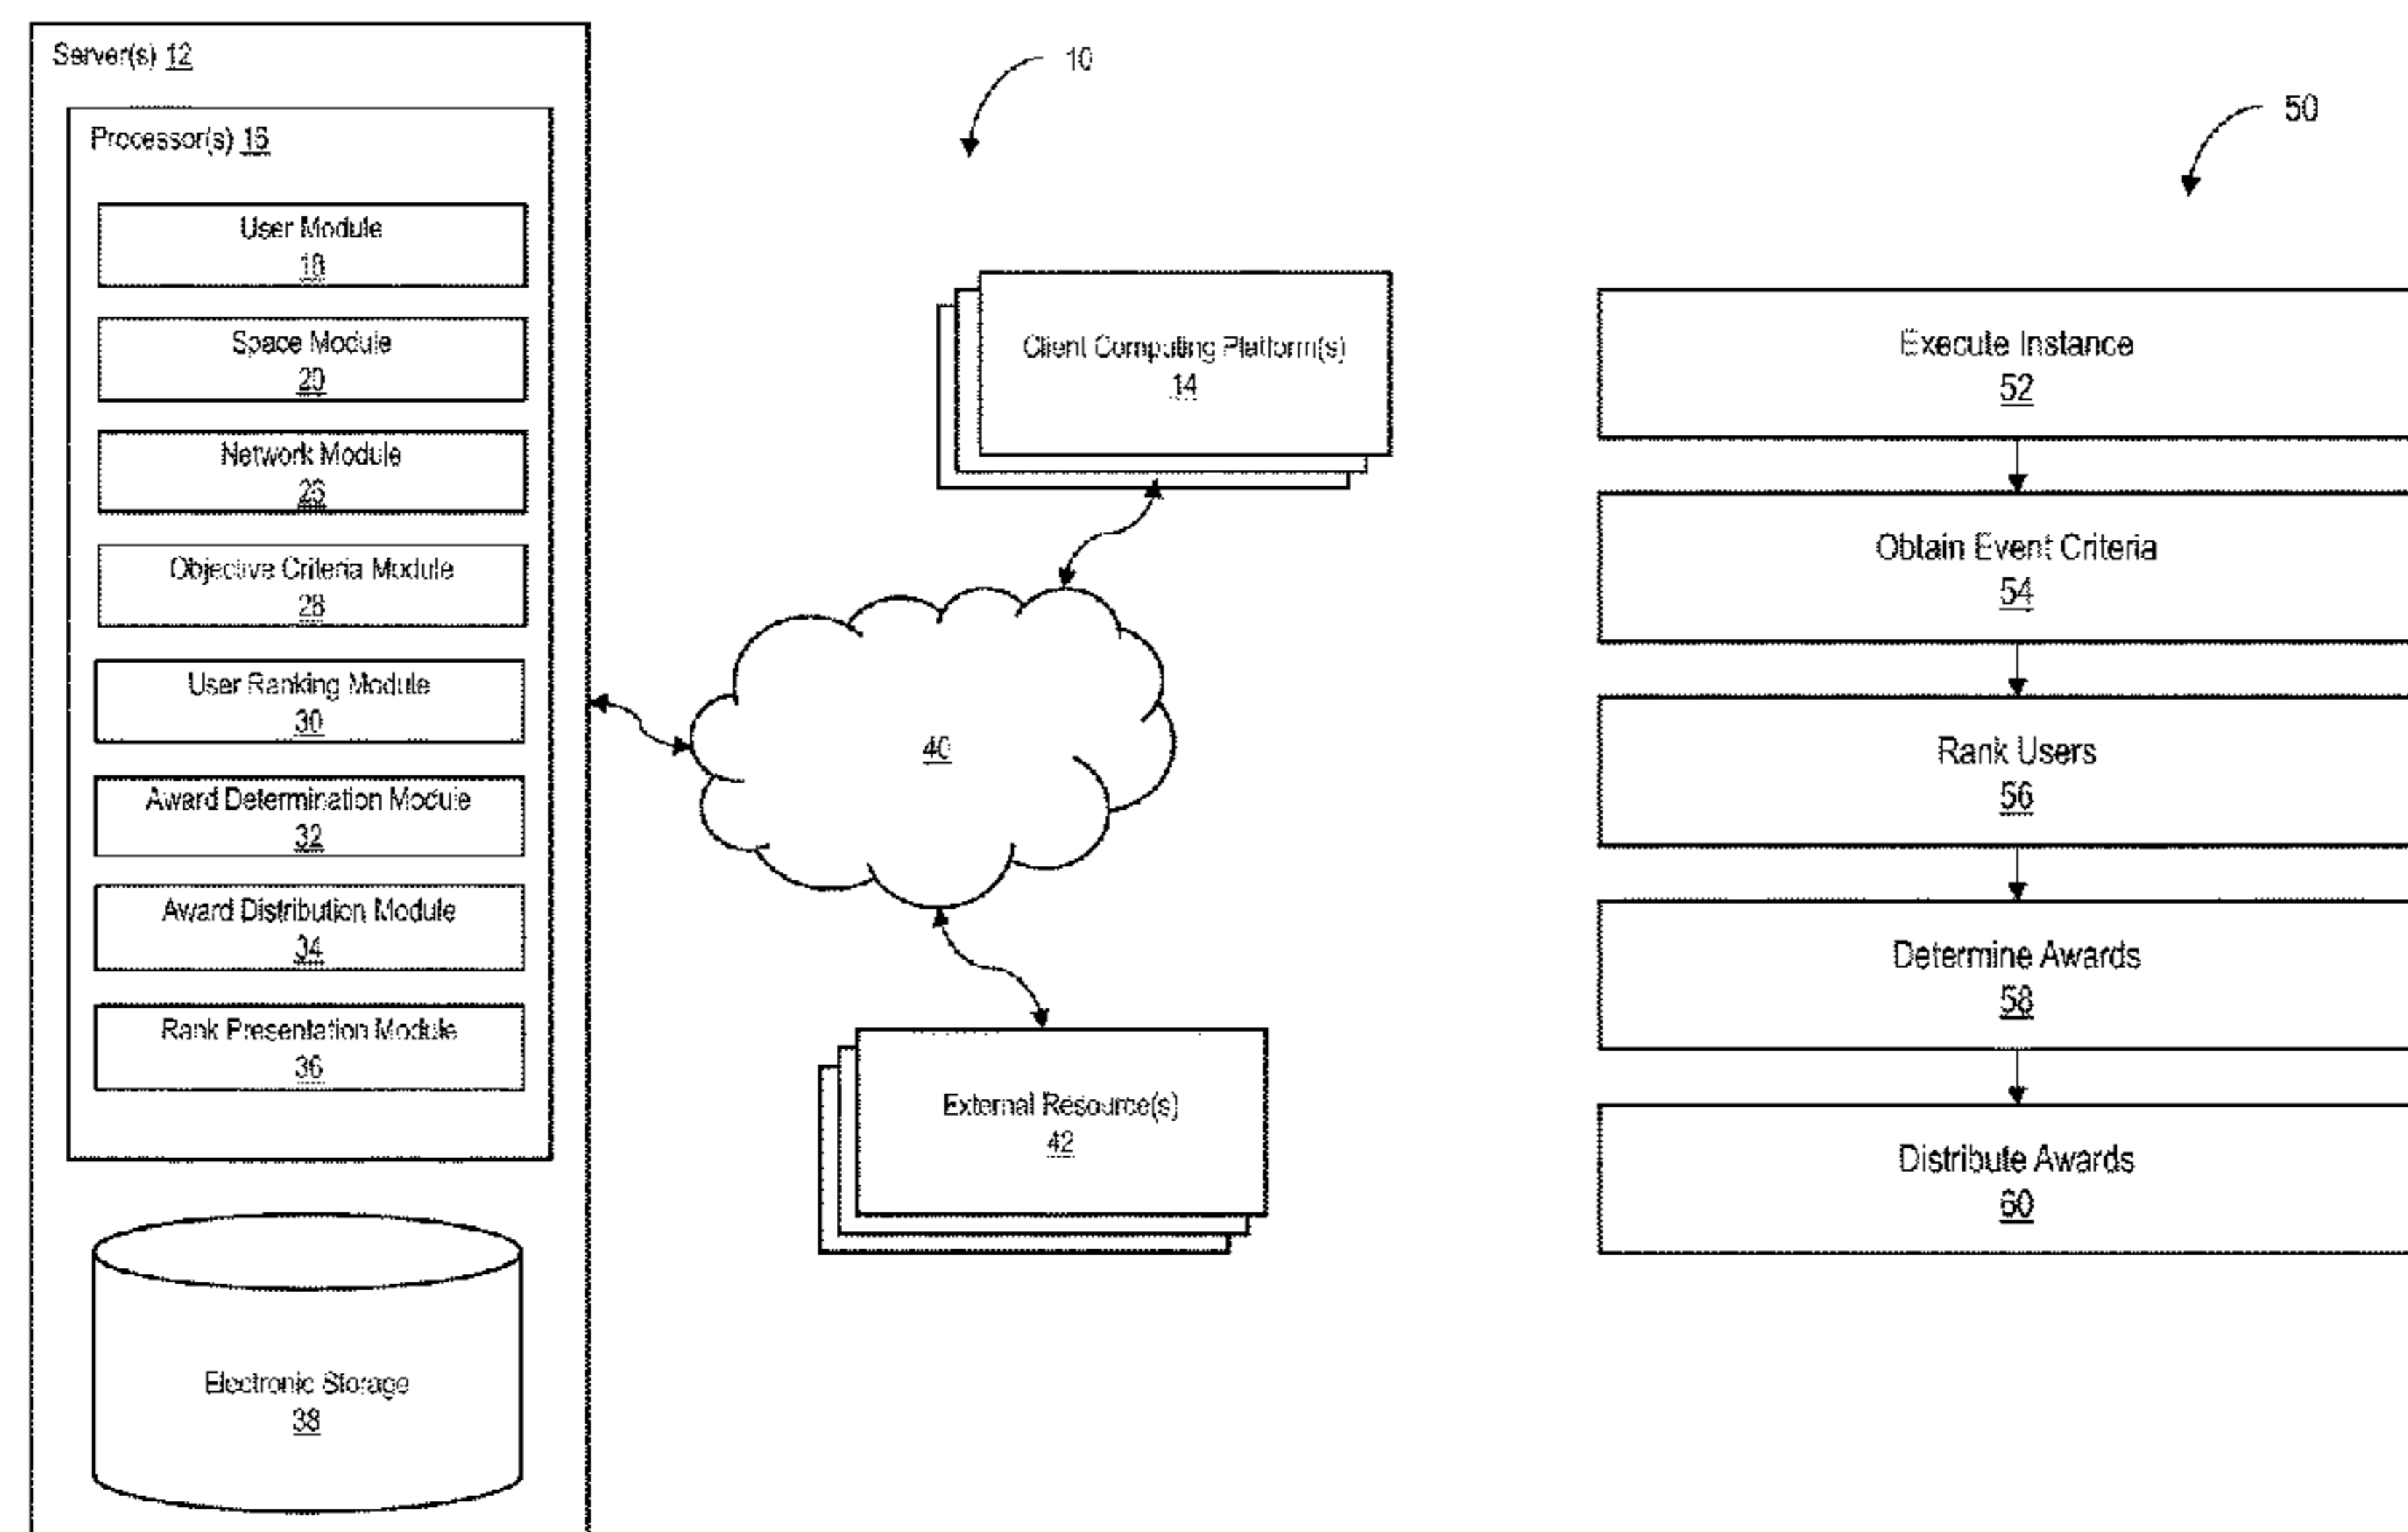 Server(s) 12
Processor(s) 16
User Module
18
Space Module
20
Network Module
26
Objective Criteria Module
28
User Ranking Module
30
Award Determination Module
32
Award Distribution Module
34
Rank Presentation Module
36
Electronic Storage
38
10
Client Computing Platform(s)
14
40
External Resource(s)
42
50
Execute Instance
52
Obtain Event Criteria
54
Rank Users
56
Determine Awards
58
Distribute Awards
60